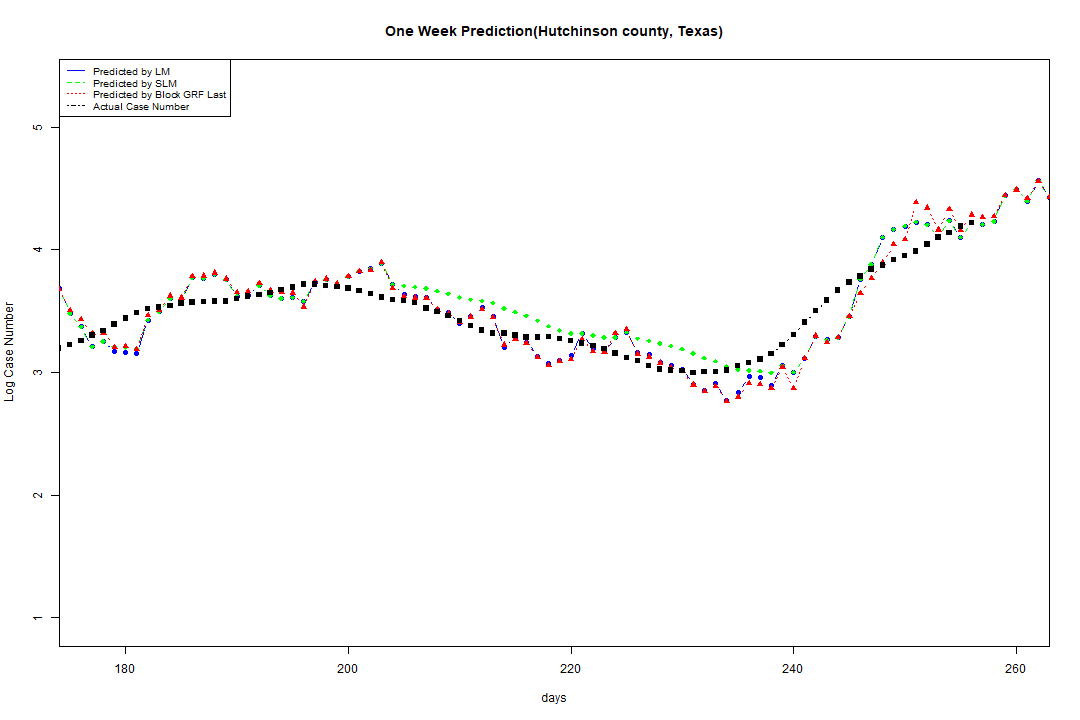 One Week Prediction(Hutchinson county, Texas)
Predicted by LM
Predicted by SLM
Predicted by Block GRF Last
Actual Case Number
5
4
3
2
1
Log Case Number
180 200 220 240 260
days